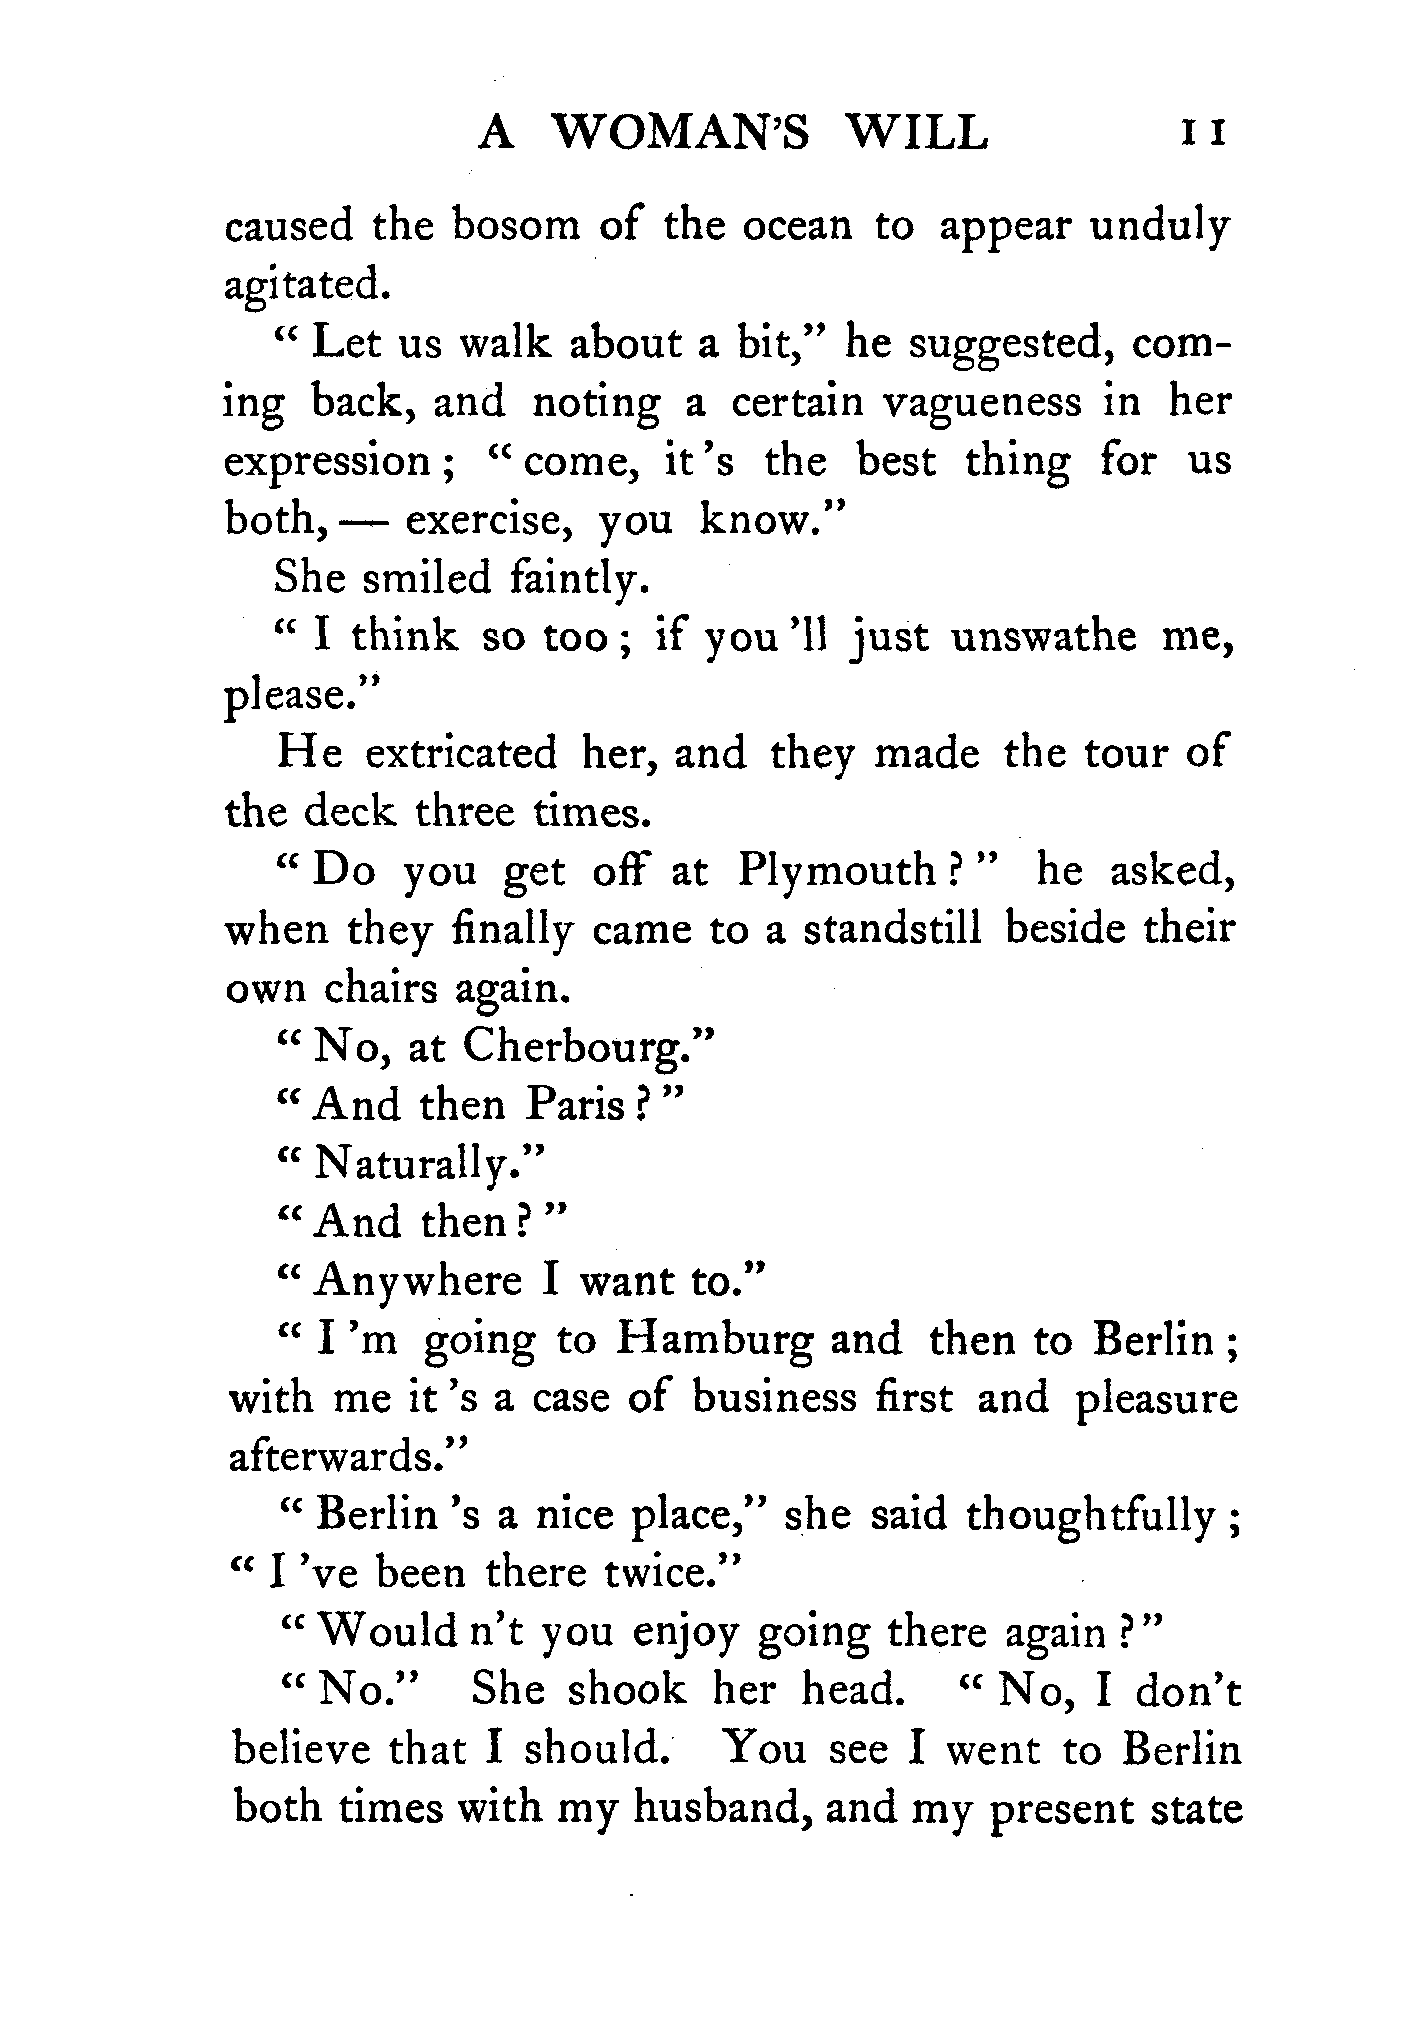 A WOMAN'S WILL 11
caused the bosom of the ocean to appear unduly
agitated.
“ Let us walk about a bit,” he suggested, com-
ing back, and noting a certain vagueness in her
expression ; “ come, it 's the best thing for us
both, — exercise, you know.”
She smiled faintly.
“ I think so too ; if you 'll just unswathe me,
please.”
He extricated her, and they made the tour of
the deck three times.
“ Do you get off at Plymouth ? ” he asked,
when they finally came to a standstill beside their
own chairs again.
“ No, at Cherbourg.”
“ And then Paris ? ”
“ Naturally.”
“ And then ? ”
“ Anywhere I want to.”
“ I 'm going to Hamburg and then to Berlin ;
with me it 's a case of business first and pleasure
afterwards.”
“ Berlin 's a nice place,” she said thoughtfully ;
“ I 've been there twice.”
“ Would n't you enjoy going there again ? ”
“ No.” She shook her head. “ No, I don't
believe that I should. You see I went to Berlin
both times with my husband, and my present state